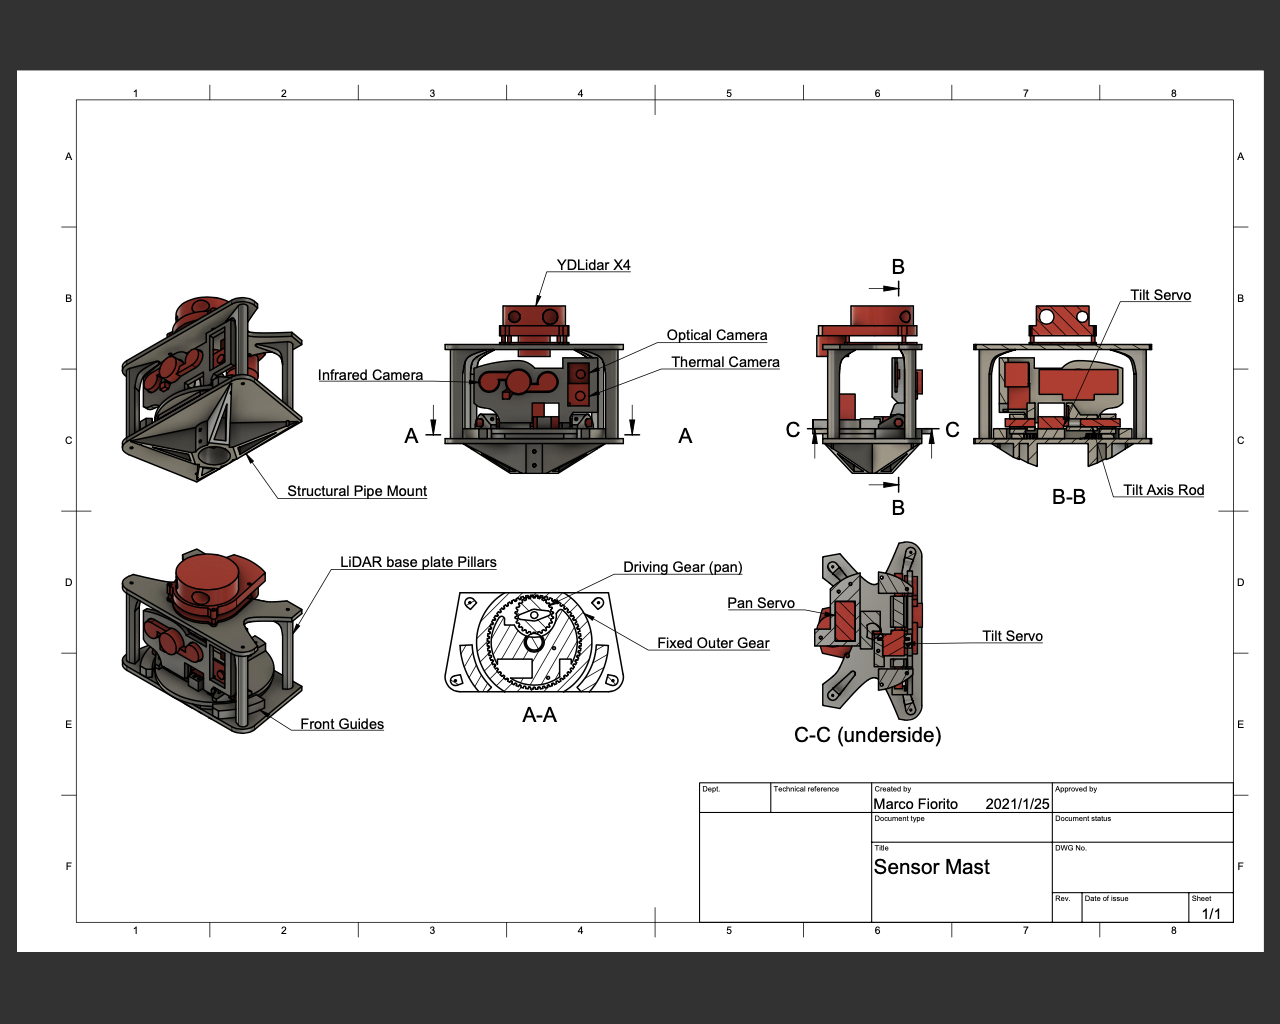 1 2 3 4 5 6 7 8
A A
B
YDLidar X4
B B
Tilt Servo
Optical Camera
Thermal Camera
Infrared Camera
A A
C C
C C
Structural Pipe Mount
B
B-B
Tilt Axis Rod
LiDAR base plate Pillars
Driving Gear (pan)
D D
Pan Servo
Fixed Outer Gear
Tilt Servo
Front Guides
A-A
E E
C-C (underside)
Dept. Technical reference Created by Approved by
Marco Fiorito 2021/1/25
Document type Document status
Title DWG No.
Sensor Mast
F F
Rev. Date of issue Sheet
1/1
1 2 3 4 5 6 7 8